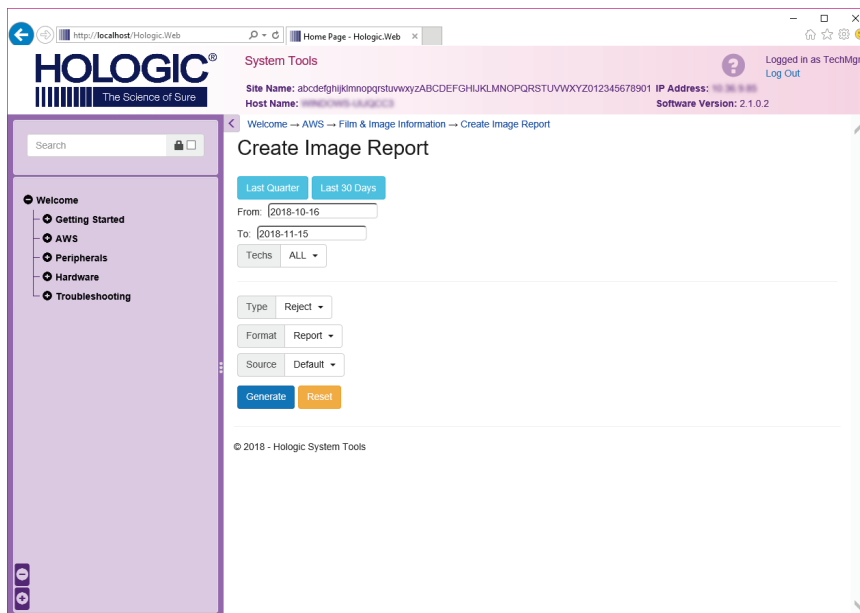 http://localhost/Hologic.Web
Home Page - Hologic.Web
HOLOGIC®
The Science of Sure
System Tools
Logged in as TechMgr
Log Out
Site Name: abcdefghijklmnopqrstuvwxyzABCDEFGHIJKLMNOPQRSTUVWXYZ012345678901 IP Address:
Host Name:
Software Version: 2.1.0.2
Search
Welcome
Getting Started
AWS
Peripherals
Hardware
Troubleshooting
Welcome → AWS → Film & Image Information → Create Image Report
Create Image Report
Last Quarter
Last 30 Days
From: 2018-10-16
To: 2018-11-15
Techs ALL
Type Reject
Format Report
Source Default
Generate
Reset
© 2018 - Hologic System Tools